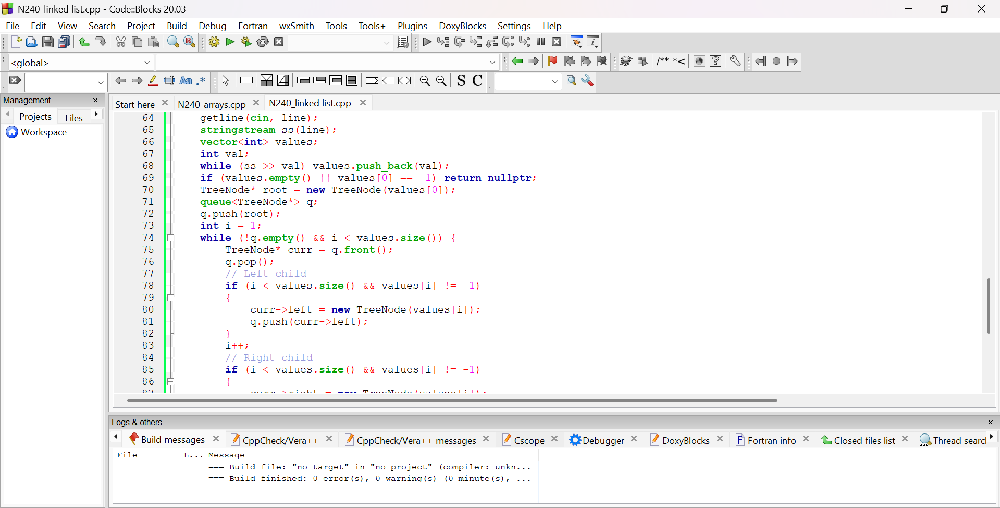 N240_linked list.cpp - Code::Blocks 20.03
File Edit View Search Project Build Debug Fortran wxSmith Tools Tools+ Plugins DoxyBlocks Settings Help
<global>
/** *<
Aa .* S C
Management
Projects Files
Workspace
Start here N240_arrays.cpp N240_linked list.cpp
64 getline(cin, line);
65 stringstream ss(line);
66 vector<int> values;
67 int val;
68 while (ss >> val) values.push_back(val);
69 if (values.empty() || values[0] == -1) return nullptr;
70 TreeNode* root = new TreeNode(values[0]);
71 queue<TreeNode*> q;
72 q.push(root);
73 int i = 1;
74 while (!q.empty() && i < values.size()) {
75 TreeNode* curr = q.front();
76 q.pop();
77 // Left child
78 if (i < values.size() && values[i] != -1)
79 {
80 curr->left = new TreeNode(values[i]);
81 q.push(curr->left);
82 }
83 i++;
84 // Right child
85 if (i < values.size() && values[i] != -1)
86 {
87 curr->right = new TreeNode(values[i]);
Logs & others
Build messages CppCheck/Vera++ CppCheck/Vera++ messages Cscope Debugger DoxyBlocks Fortran info Closed files list Thread searc
File L... Message
=== Build file: "no target" in "no project" (compiler: unkn...
=== Build finished: 0 error(s), 0 warning(s) (0 minute(s), ...